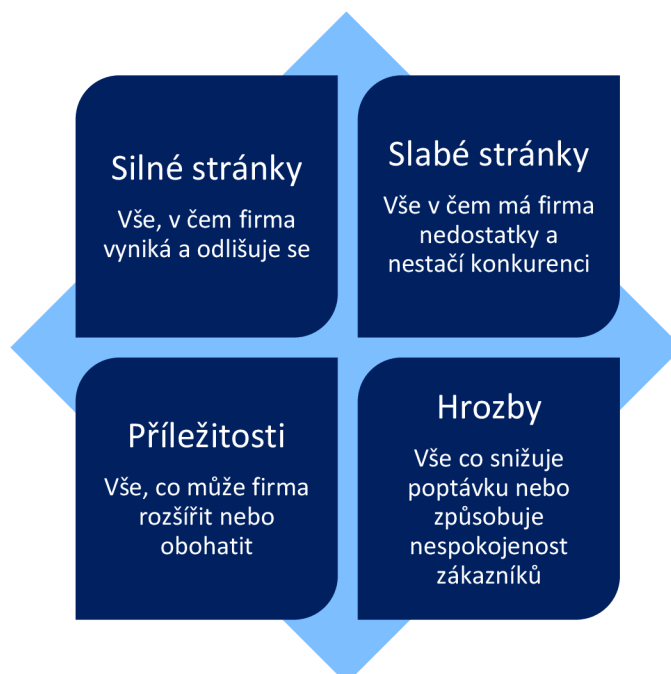 Silné stránky
Vše, v čem firma
vyniká a odlišuje se
Slabé stránky
Vše v čem má firma
nedostatky a
nestačí konkurenci
Příležitosti
Vše, co může firma
rozšířit nebo
obohatit
Hrozby
Vše co snižuje
poptávku nebo
způsobuje
nespokojenost
zákazníků